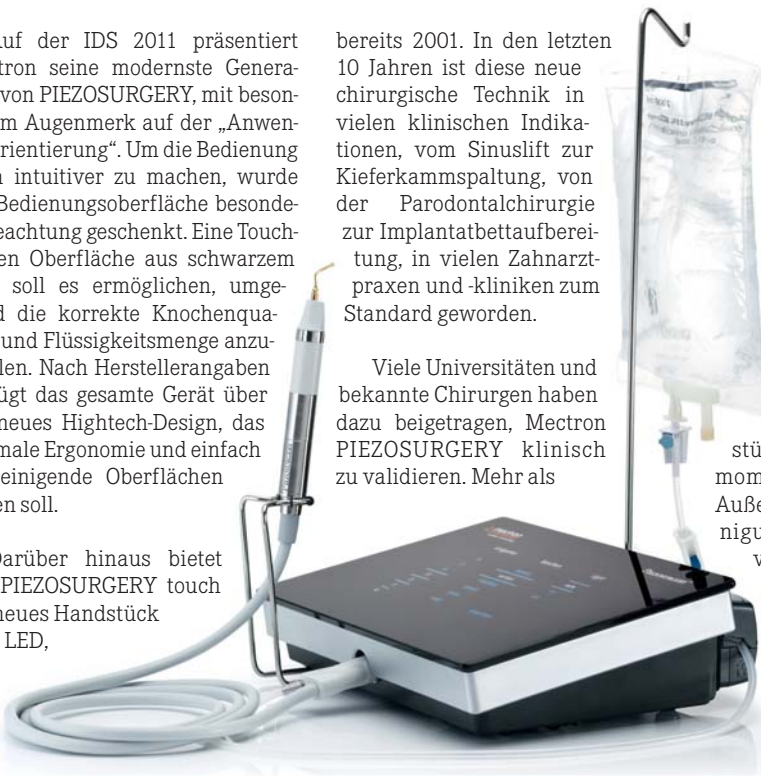 uf der IDS 2011 präsentiert
tron seine modernste Genera-
von PIEZOSURGERY, mit beson-
m Augenmerk auf der „Anwen-
rientierung“. Um die Bedienung
intuitiver zu machen, wurde
Bedienungsoberfläche besonde-
eachtung geschenkt. Eine Touch-
en Oberfläche aus schwarzem
soll es ermöglichen, umge-
d die korrekte Knochenqua-
und Flüssigkeitsmenge anzu-
len. Nach Herstellerangaben
ügt das gesamte Gerät über
neues Hightech-Design, das
male Ergonomie und einfach
einigende Oberflächen
en soll.
Darüber hinaus bietet
PIEZOSURGERY touch
neues Handstück
LED,
bereits 2001. In den letzten
10 Jahren ist diese neue
chirurgische Technik in
vielen klinischen Indika-
tionen, vom Sinuslift zur
Kieferkammspaltung, von
der Parodontalchirurgie
zur Implantatbettaufberei-
tung, in vielen Zahnarzt-
praxen und -kliniken zum
Standard geworden.
Viele Universitäten und
bekannte Chirurgen haben
dazu beigetragen, Mectron
PIEZOSURGERY klinisch
zu validieren. Mehr als
stü
mom
Auße
nigu
v